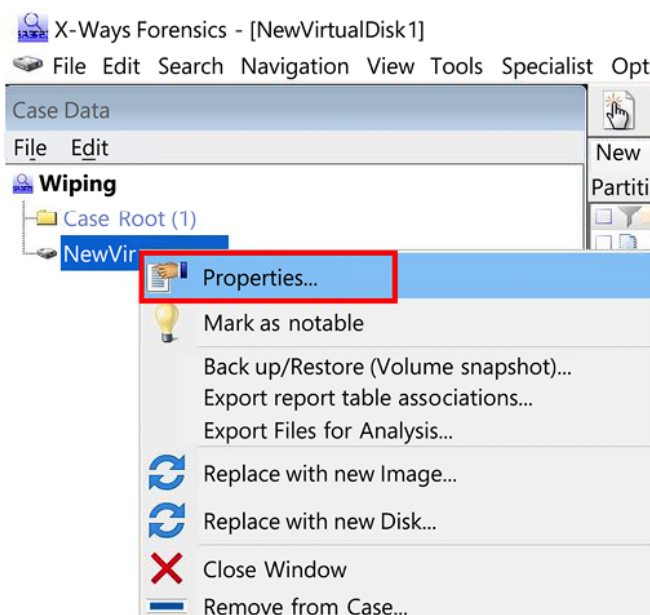 X-Ways Forensics - [NewVirtualDisk1]
File Edit Search Navigation View Tools Specialist Opt
Case Data
File Edit
New
Wiping
Partiti
Case Root (1)
NewVir
Properties...
Mark as notable
Back up/Restore (Volume snapshot)...
Export report table associations...
Export Files for Analysis...
Replace with new Image...
Replace with new Disk...
Close Window
Remove from Case...